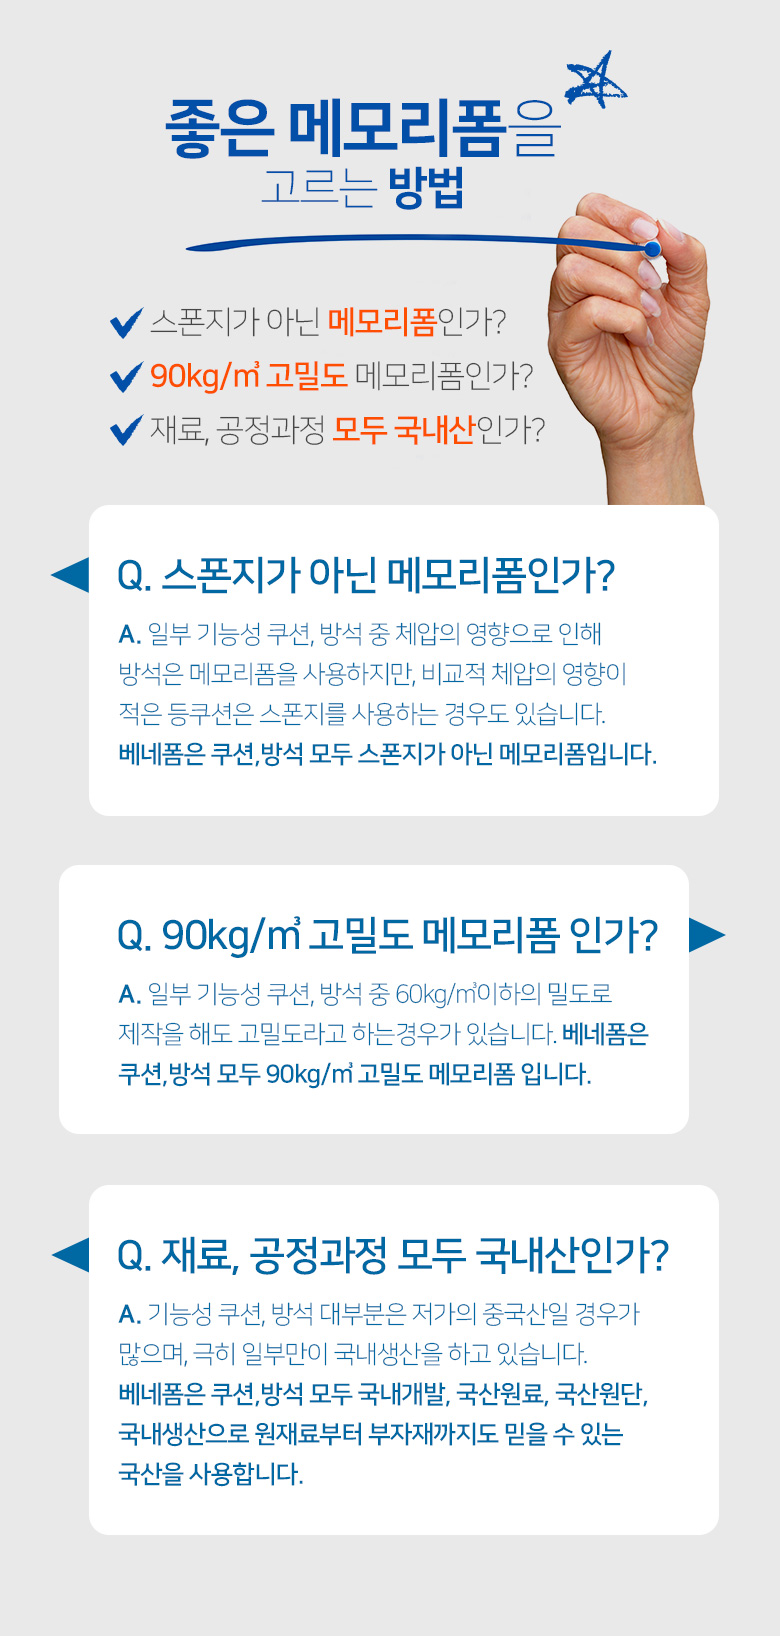 좋은 메모리폼을
고르는 방법
스폰지가 아닌 메모리폼인가?
90kg/㎥ 고밀도 메모리폼인가?
재료, 공정과정 모두 국내산인가?
Q. 스폰지가 아닌 메모리폼인가?
A. 일부 기능성 쿠션, 방석 중 체압의 영향으로 인해
방석은 메모리폼을 사용하지만, 비교적 체압의 영향이
적은 등쿠션은 스폰지를 사용하는 경우도 있습니다.
베네폼은 쿠션,방석 모두 스폰지가 아닌 메모리폼입니다.
Q. 90kg/㎥ 고밀도 메모리폼 인가?
A. 일부 기능성 쿠션, 방석 중 60kg/㎥이하의 밀도로
제작을 해도 고밀도라고 하는경우가 있습니다. 베네폼은
쿠션,방석 모두 90kg/㎥ 고밀도 메모리폼 입니다.
Q. 재료, 공정과정 모두 국내산인가?
A. 기능성 쿠션, 방석 대부분은 저가의 중국산일 경우가
많으며, 극히 일부만이 국내생산을 하고 있습니다.
베네폼은 쿠션,방석 모두 국내개발, 국산원료, 국산원단,
국내생산으로 원재료부터 부자재까지도 믿을 수 있는
국산을 사용합니다.